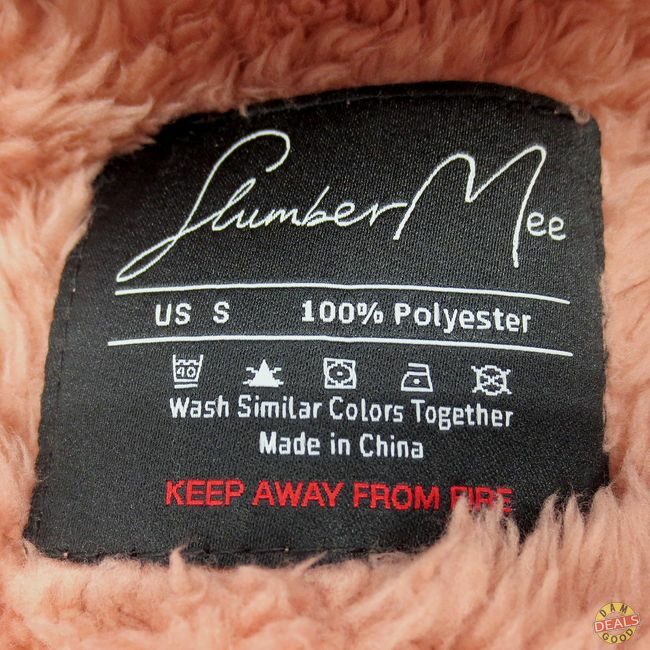 SlumberMee
US S 100% Polyester
40
Wash Similar Colors Together
Made in China
KEEP AWAY FROM FIRE
DAM
DEALS
GOOD